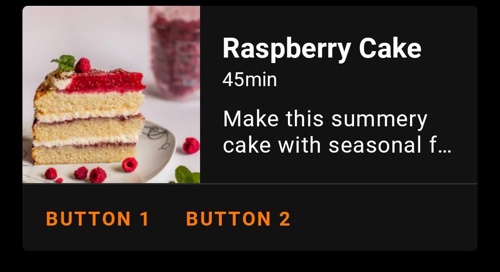 Raspberry Cake
45min
Make this summery
cake with seasonal f…
BUTTON 1 BUTTON 2